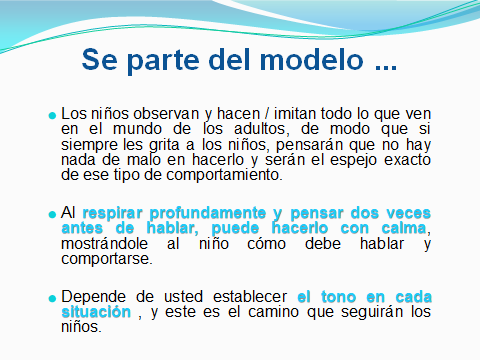 Se parte del modelo ...
Los niños observan y hacen / imitan todo lo que ven
en el mundo de los adultos, de modo que si
siempre les grita a los niños, pensarán que no hay
nada de malo en hacerlo y serán el espejo exacto
de ese tipo de comportamiento.
Al respirar profundamente y pensar dos veces
antes de hablar, puede hacerlo con calma,
mostrándole al niño cómo debe hablar y
comportarse.
Depende de usted establecer el tono en cada
situación , y este es el camino que seguirán los
niños.